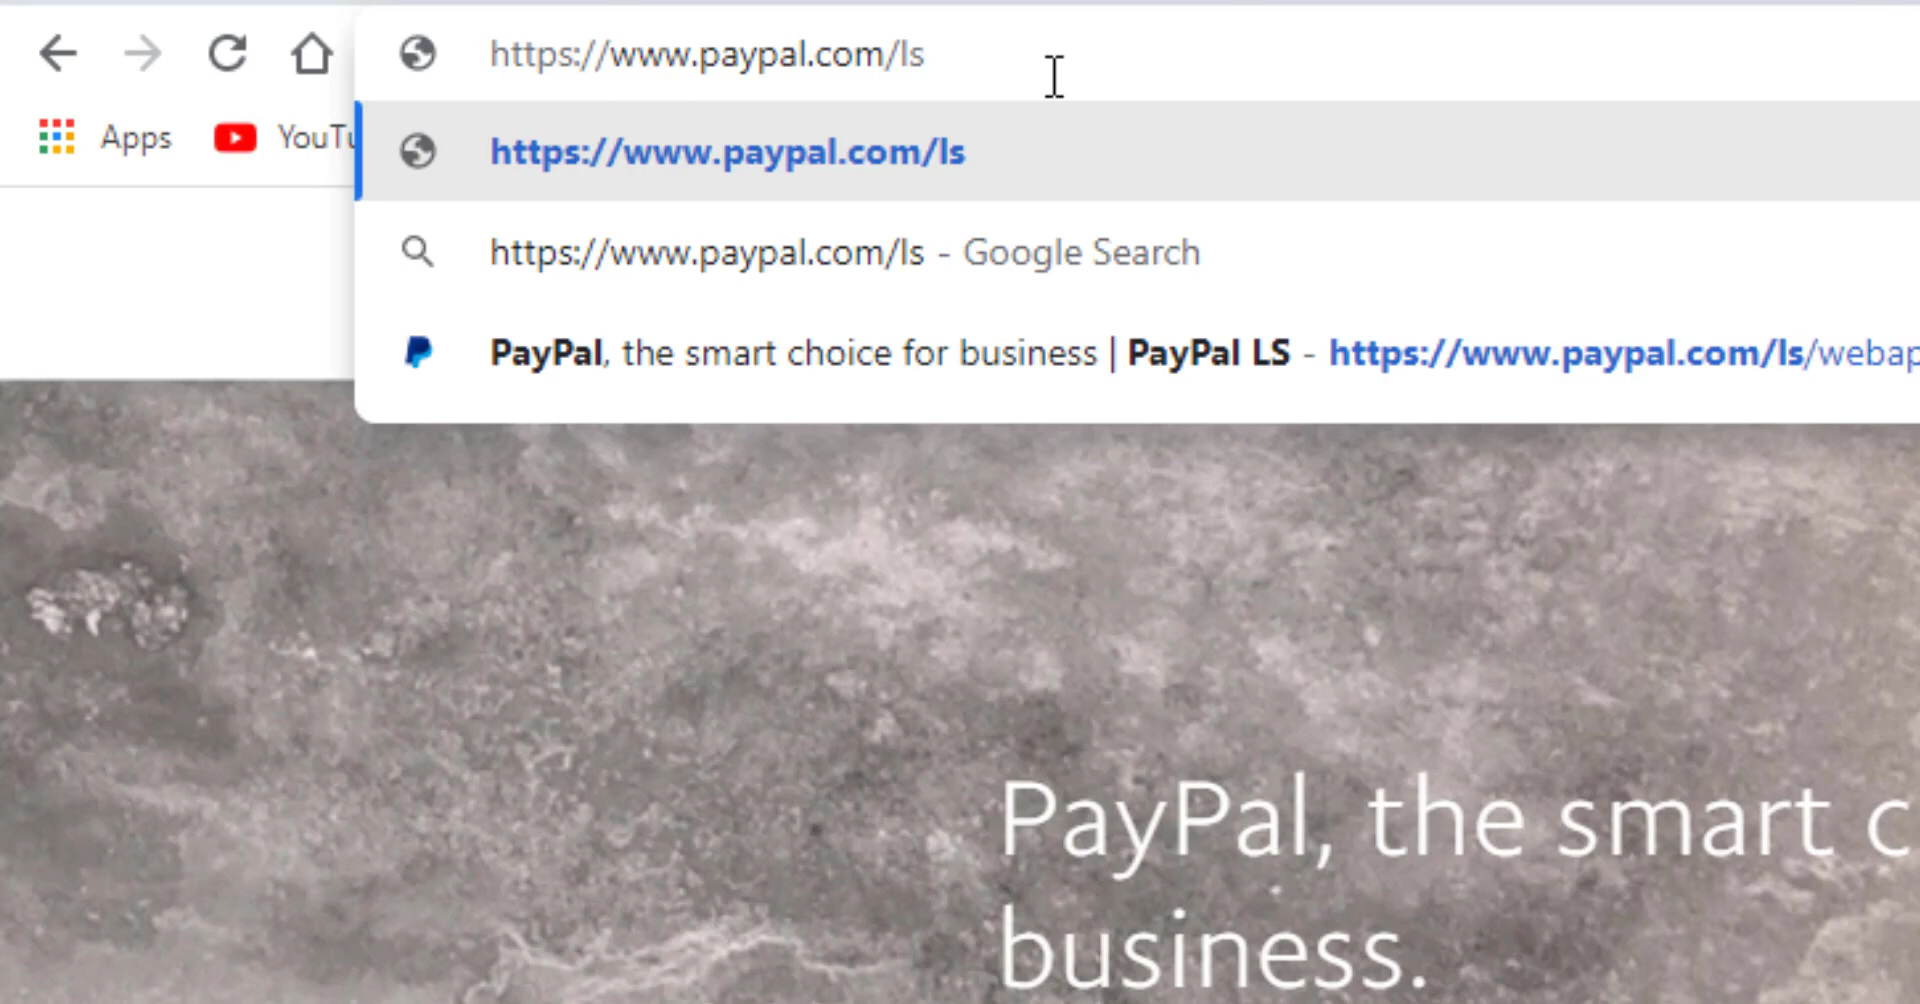 https://www.paypal.com/ls
Apps YouTu
https://www.paypal.com/ls
https://www.paypal.com/ls - Google Search
PayPal, the smart choice for business | PayPal LS - https://www.paypal.com/ls/webap
PayPal, the smart c
business.